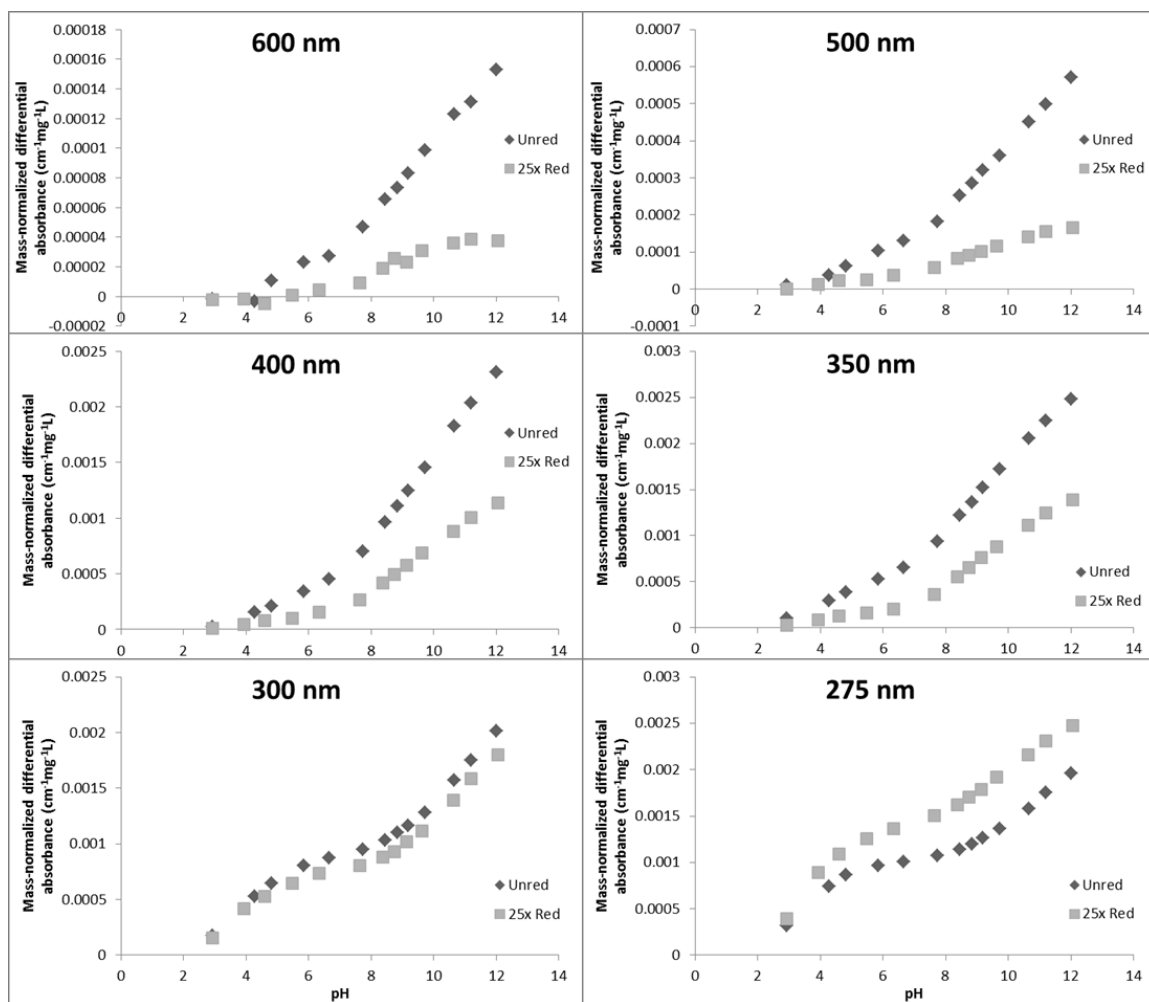 600 nm
Mass-normalized differential
absorbance (cm⁻¹mg⁻¹L)
0.00018
0.00016
0.00014
0.00012
0.0001
0.00008
0.00006
0.00004
0.00002
0
-0.00002
0 2 4 6 8 10 12 14
Unred
25x Red
500 nm
Mass-normalized differential
absorbance (cm⁻¹mg⁻¹L)
0.0007
0.0006
0.0005
0.0004
0.0003
0.0002
0.0001
0
-0.0001
0 2 4 6 8 10 12 14
Unred
25x Red
400 nm
Mass-normalized differential
absorbance (cm⁻¹mg⁻¹L)
0.0025
0.002
0.0015
0.001
0.0005
0
0 2 4 6 8 10 12 14
Unred
25x Red
350 nm
Mass-normalized differential
absorbance (cm⁻¹mg⁻¹L)
0.003
0.0025
0.002
0.0015
0.001
0.0005
0
0 2 4 6 8 10 12 14
Unred
25x Red
300 nm
Mass-normalized differential
absorbance (cm⁻¹mg⁻¹L)
0.0025
0.002
0.0015
0.001
0.0005
0
0 2 4 6 8 10 12 14
pH
Unred
25x Red
275 nm
Mass-normalized differential
absorbance (cm⁻¹mg⁻¹L)
0.003
0.0025
0.002
0.0015
0.001
0.0005
0
0 2 4 6 8 10 12 14
pH
Unred
25x Red